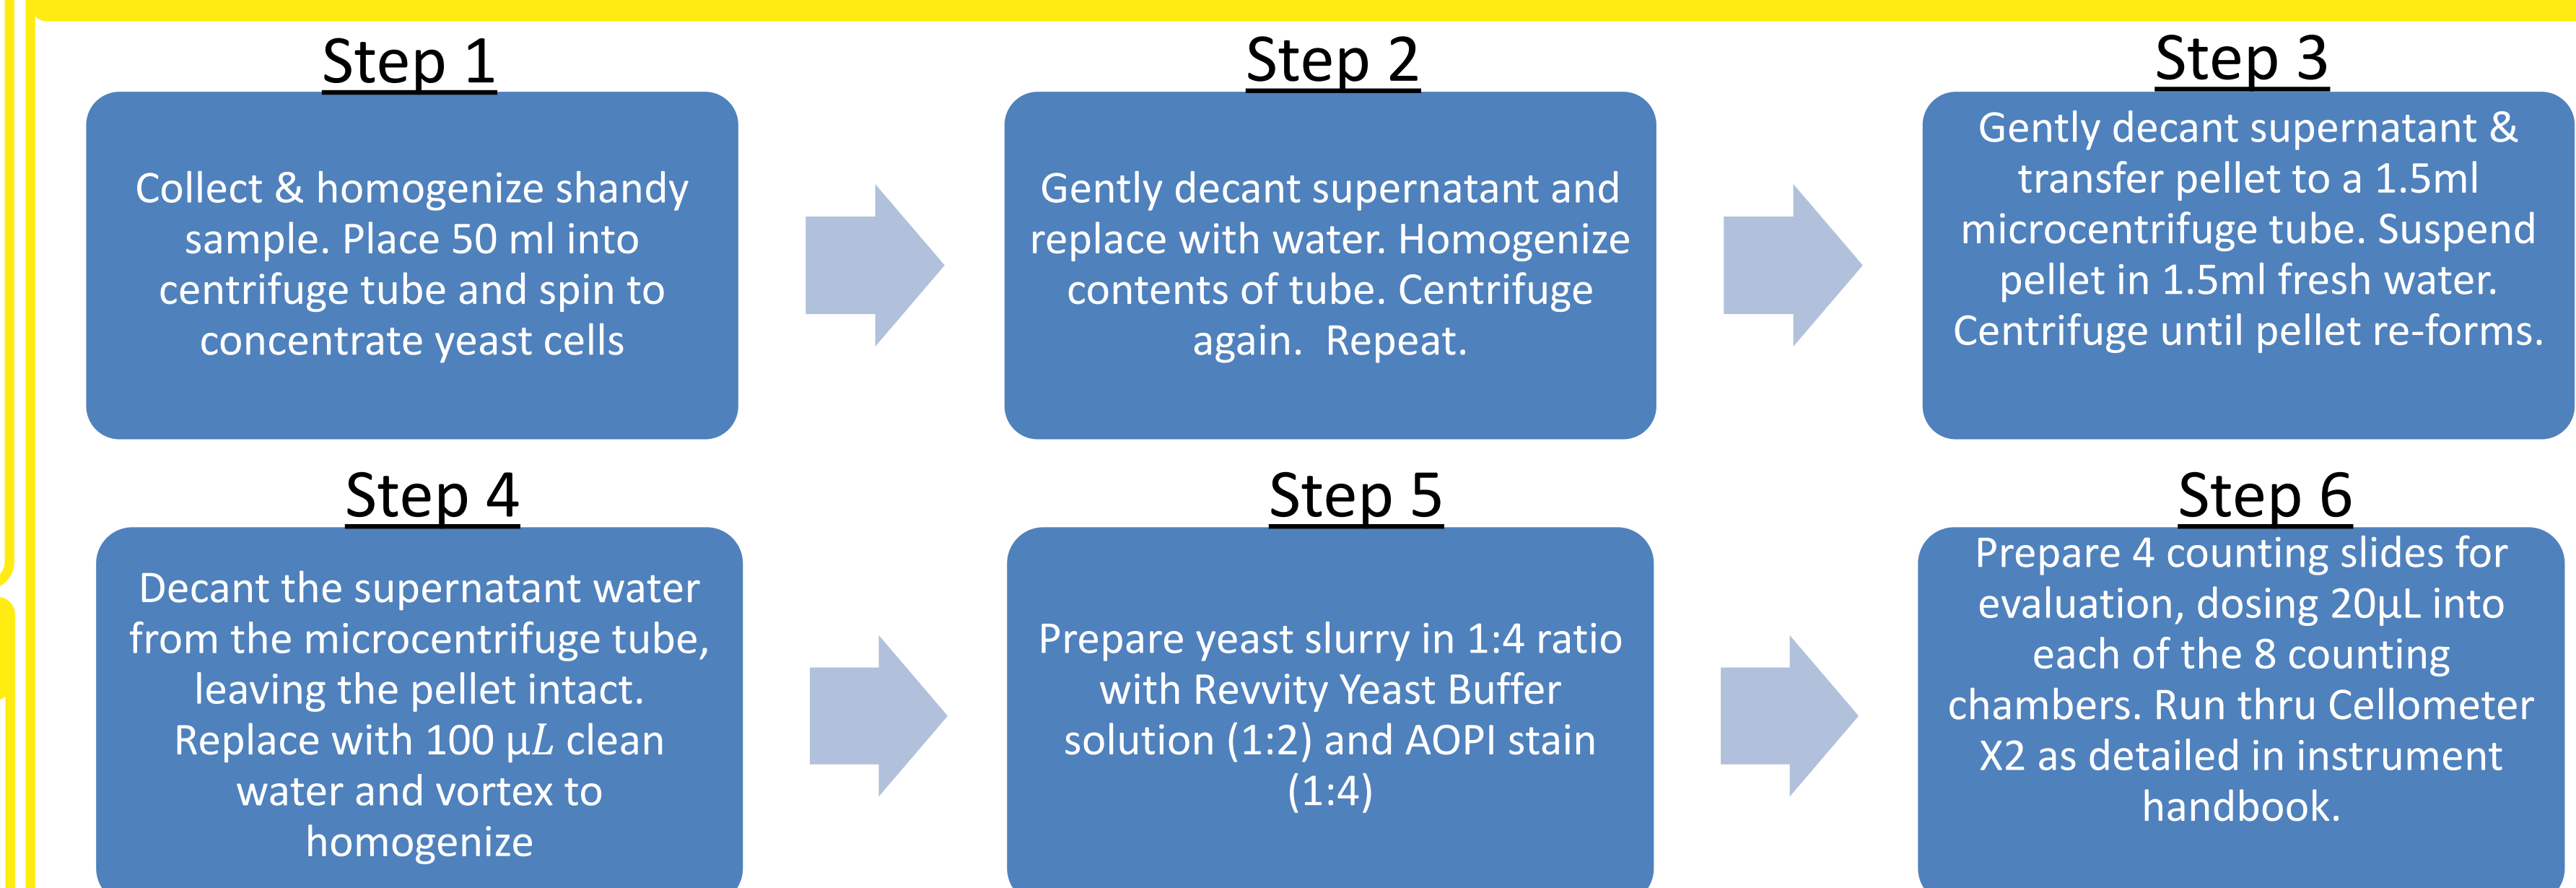 Step 1
Collect & homogenize shandy
sample. Place 50 ml into
centrifuge tube and spin to
concentrate yeast cells
Step 2
Gently decant supernatant and
replace with water. Homogenize
contents of tube. Centrifuge
again.  Repeat.
Step 3
Gently decant supernatant &
transfer pellet to a 1.5ml
microcentrifuge tube. Suspend
pellet in 1.5ml fresh water.
Centrifuge until pellet re-forms.
Step 4
Decant the supernatant water
from the microcentrifuge tube,
leaving the pellet intact.
Replace with 100 μL clean
water and vortex to
homogenize
Step 5
Prepare yeast slurry in 1:4 ratio
with Revvity Yeast Buffer
solution (1:2) and AOPI stain
(1:4)
Step 6
Prepare 4 counting slides for
evaluation, dosing 20μL into
each of the 8 counting
chambers. Run thru Cellometer
X2 as detailed in instrument
handbook.